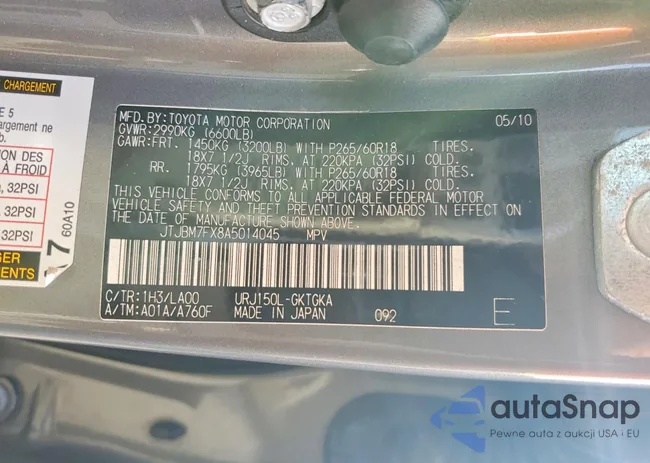 CHARGEMENT
E 5
hargement ne
SION DES
À FROID
, 32PSI
, 32PSI
, 32PSI
GER
EMENTS
7
60A10
MFD.BY:TOYOTA MOTOR CORPORATION 05/10
GVWR:2990KG (6600LB)
GAWR:FRT. 1450KG (3200LB) WITH P265/60R18 TIRES.
18X7 1/2J RIMS. AT 220KPA (32PSI) COLD.
RR. 1795KG (3965LB) WITH P265/60R18 TIRES.
18X7 1/2J RIMS. AT 220KPA (32PSI) COLD.
THIS VEHICLE CONFORMS TO ALL APPLICABLE FEDERAL MOTOR
VEHICLE SAFETY AND THEFT PREVENTION STANDARDS IN EFFECT ON
THE DATE OF MANUFACTURE SHOWN ABOVE.
JTJBM7FX8A5014045 MPV
C/TR:1H3/LA00 URJ150L-GKTGKA
A/TM:A01A/A760F MADE IN JAPAN 092 E
autaSnap
Pewne auta z aukcji USA i EU